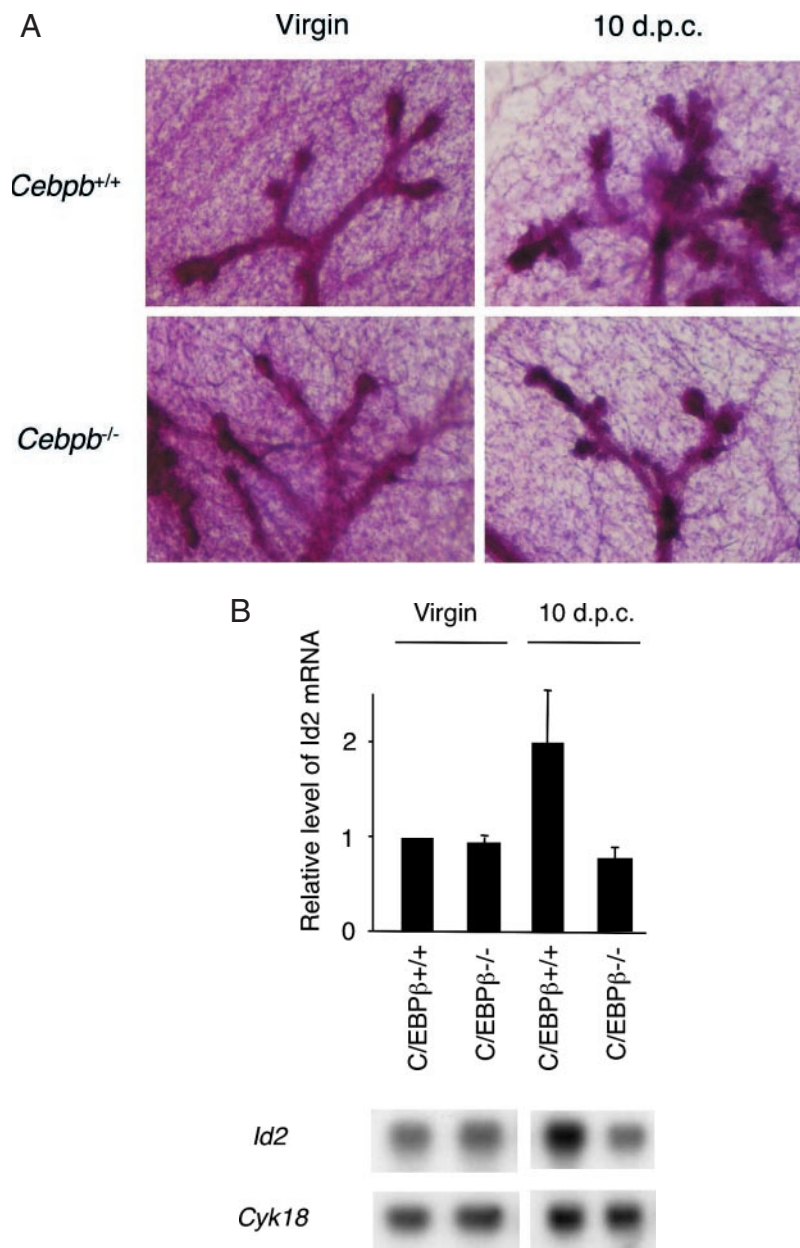 A
Virgin
10 d.p.c.
Cebpb+/+
Cebpb-/-
B
Virgin
10 d.p.c.
Relative level of Id2 mRNA
2
1
0
C/EBPβ+/+
C/EBPβ-/-
C/EBPβ+/+
C/EBPβ-/-
Id2
Cyk18